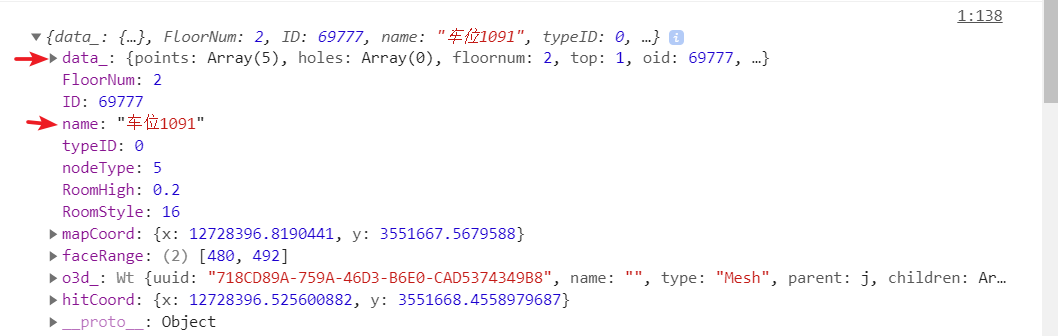 1:138
▼{data_: {…}, FloorNum: 2, ID: 69777, name: "车位1091", typeID: 0, …} i
▶data_: {points: Array(5), holes: Array(0), floornum: 2, top: 1, oid: 69777, …}
FloorNum: 2
ID: 69777
name: "车位1091"
typeID: 0
nodeType: 5
RoomHigh: 0.2
RoomStyle: 16
▶mapCoord: {x: 12728396.8190441, y: 3551667.5679588}
▶faceRange: (2) [480, 492]
▶o3d_: Wt {uuid: "718CD89A-759A-46D3-B6E0-CAD5374349B8", name: "", type: "Mesh", parent: j, children: Ar…
▶hitCoord: {x: 12728396.525600882, y: 3551668.4558979687}
▶__proto__: Object